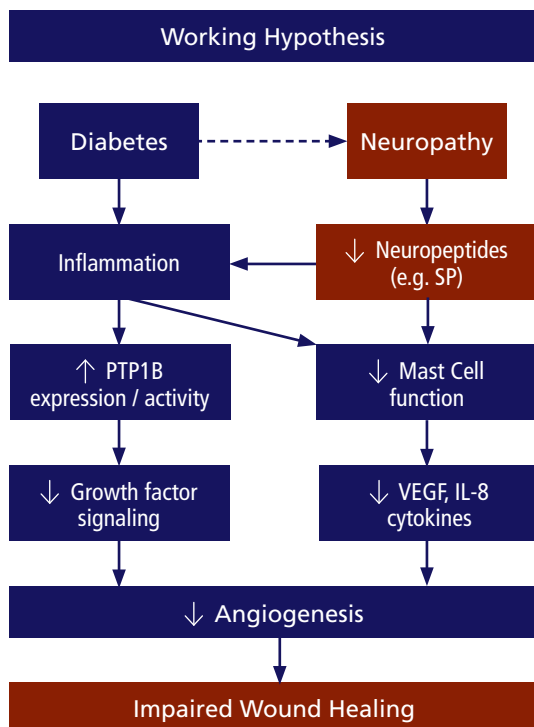 Working Hypothesis
Diabetes
Neuropathy
Inflammation
↓ Neuropeptides
(e.g. SP)
↑ PTP1B
expression / activity
↓ Mast Cell
function
↓ Growth factor
signaling
↓ VEGF, IL-8
cytokines
↓ Angiogenesis
Impaired Wound Healing